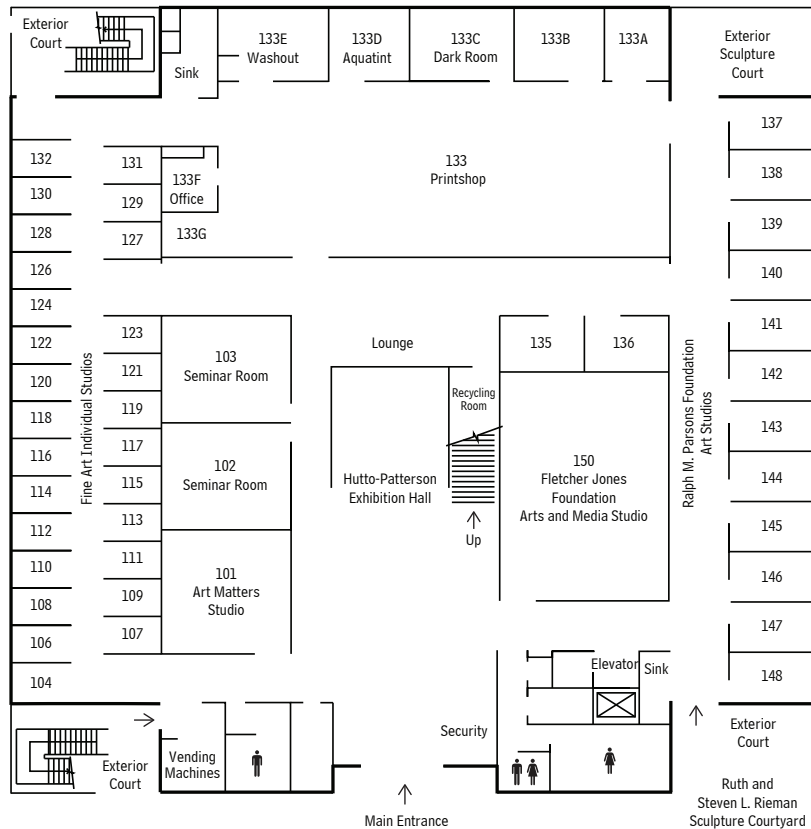 Exterior
Court
Sink
133E
Washout
133D
Aquatint
133C
Dark Room
133B
133A
Exterior
Sculpture
Court
132
130
128
126
124
122
120
118
116
114
112
110
108
106
104
Fine Art Individual Studios
131
129
127
123
121
119
117
115
113
111
109
107
133F
Office
133G
133
Printshop
103
Seminar Room
102
Seminar Room
101
Art Matters
Studio
Lounge
Recycling
Room
Hutto-Patterson
Exhibition Hall
Up
135
136
150
Fletcher Jones
Foundation
Arts and Media Studio
Ralph M. Parsons Foundation
Art Studios
137
138
139
140
141
142
143
144
145
146
147
148
Elevator
Sink
Security
Exterior
Court
Vending
Machines
Main Entrance
Exterior
Court
Ruth and
Steven L. Rieman
Sculpture Courtyard